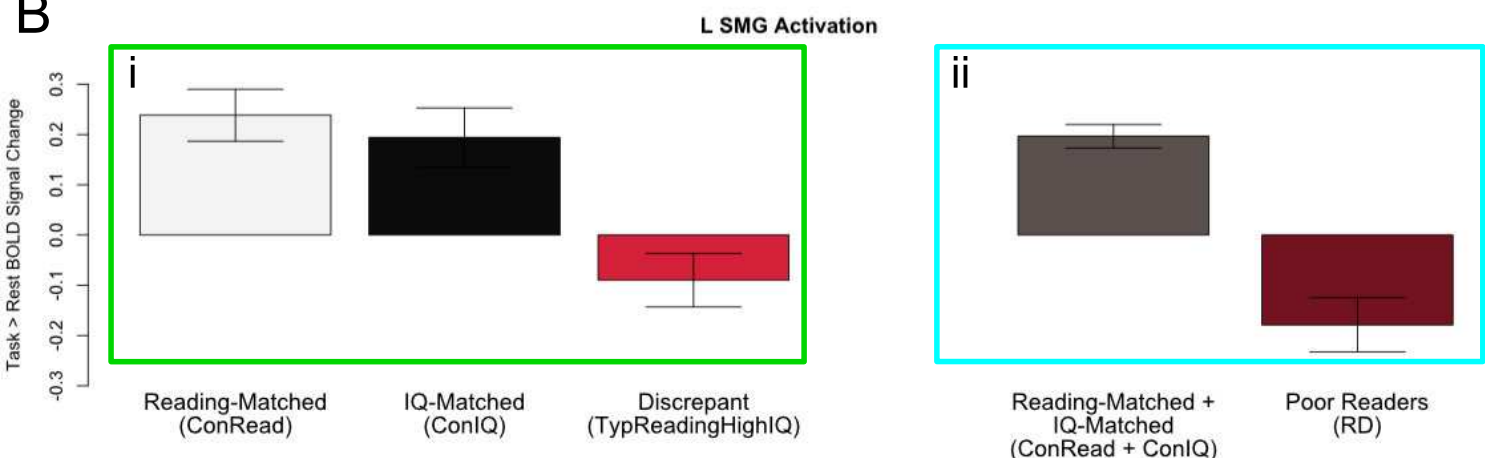 B
L SMG Activation
i
ii
Task > Rest BOLD Signal Change
0.3
0.2
0.1
0.0
-0.1
-0.2
-0.3
Reading-Matched
(ConRead)
IQ-Matched
(ConIQ)
Discrepant
(TypReadingHighIQ)
Reading-Matched +
IQ-Matched
(ConRead + ConIQ)
Poor Readers
(RD)